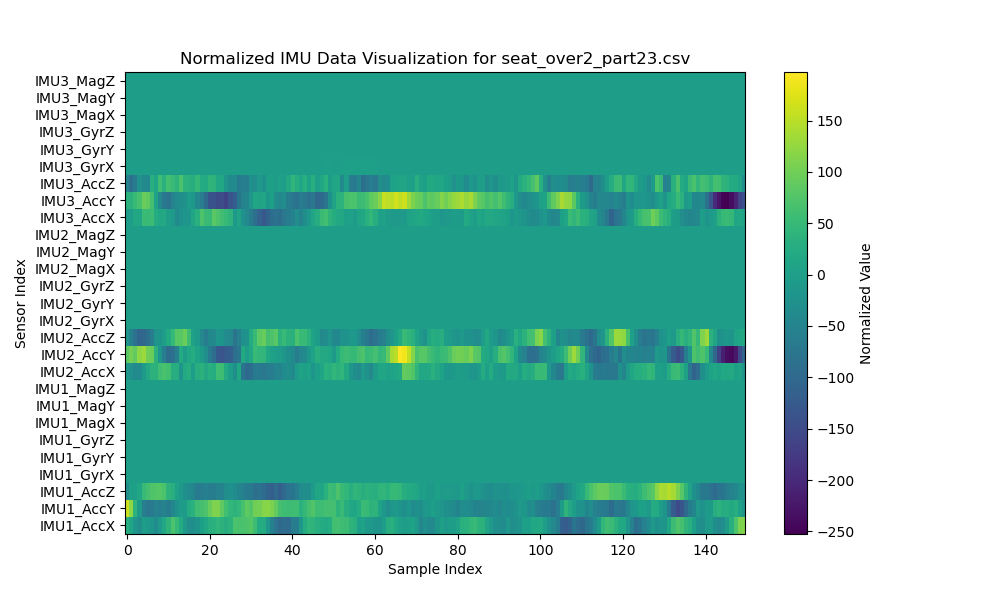 Normalized IMU Data Visualization for seat_over2_part23.csv
IMU3_MagZ
IMU3_MagY
IMU3_MagX
IMU3_GyrZ
IMU3_GyrY
IMU3_GyrX
IMU3_AccZ
IMU3_AccY
IMU3_AccX
IMU2_MagZ
IMU2_MagY
IMU2_MagX
IMU2_GyrZ
IMU2_GyrY
IMU2_GyrX
IMU2_AccZ
IMU2_AccY
IMU2_AccX
IMU1_MagZ
IMU1_MagY
IMU1_MagX
IMU1_GyrZ
IMU1_GyrY
IMU1_GyrX
IMU1_AccZ
IMU1_AccY
IMU1_AccX
Sensor Index
0 20 40 60 80 100 120 140
Sample Index
150
100
50
0
−50
−100
−150
−200
−250
Normalized Value